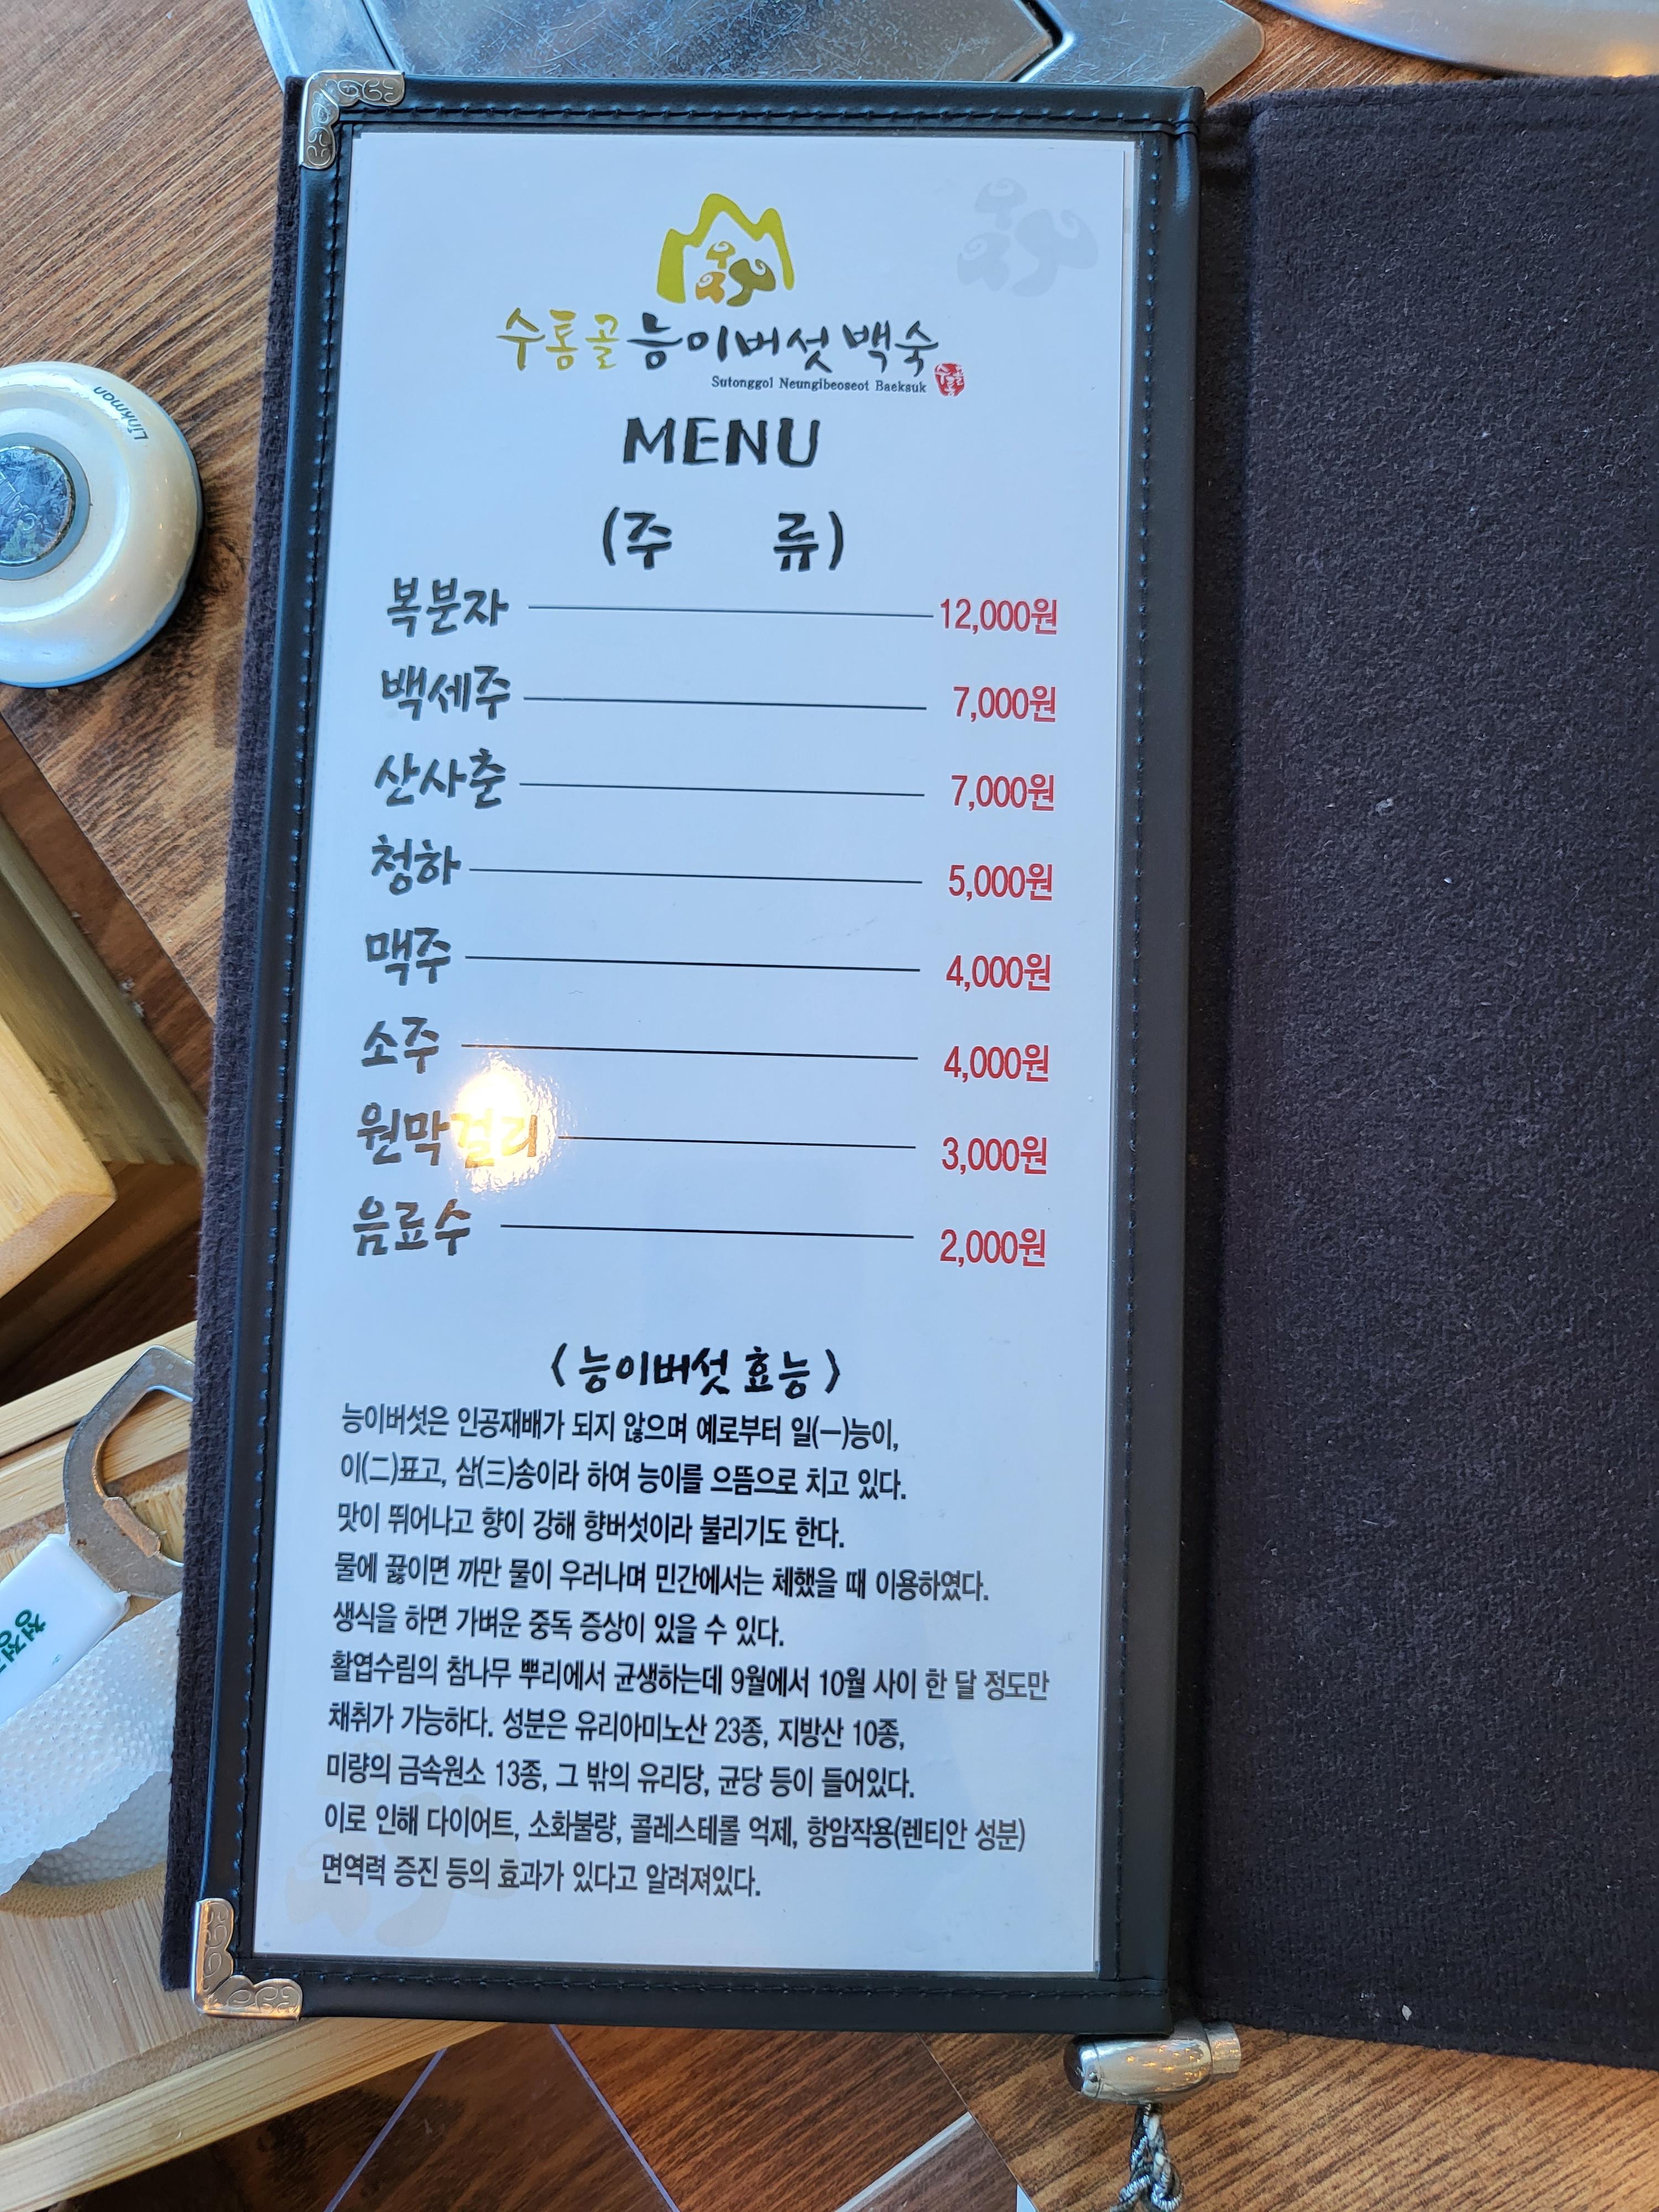 수통골 능이버섯 백숙
Sutonggol Neungibeoseot Baeksuk
수통골
MENU
(주 류)
복분자 12,000원
백세주 7,000원
산사춘 7,000원
청하 5,000원
맥주 4,000원
소주 4,000원
원막걸리 3,000원
음료수 2,000원
〈 능이버섯 효능 〉
능이버섯은 인공재배가 되지 않으며 예로부터 일(一)능이,
이(二)표고, 삼(三)송이라 하여 능이를 으뜸으로 치고 있다.
맛이 뛰어나고 향이 강해 향버섯이라 불리기도 한다.
물에 끓이면 까만 물이 우러나며 민간에서는 체했을 때 이용하였다.
생식을 하면 가벼운 중독 증상이 있을 수 있다.
활엽수림의 참나무 뿌리에서 균생하는데 9월에서 10월 사이 한 달 정도만
채취가 가능하다. 성분은 유리아미노산 23종, 지방산 10종,
미량의 금속원소 13종, 그 밖의 유리당, 균당 등이 들어있다.
이로 인해 다이어트, 소화불량, 콜레스테롤 억제, 항암작용(렌티안 성분)
면역력 증진 등의 효과가 있다고 알려져있다.
Linkman